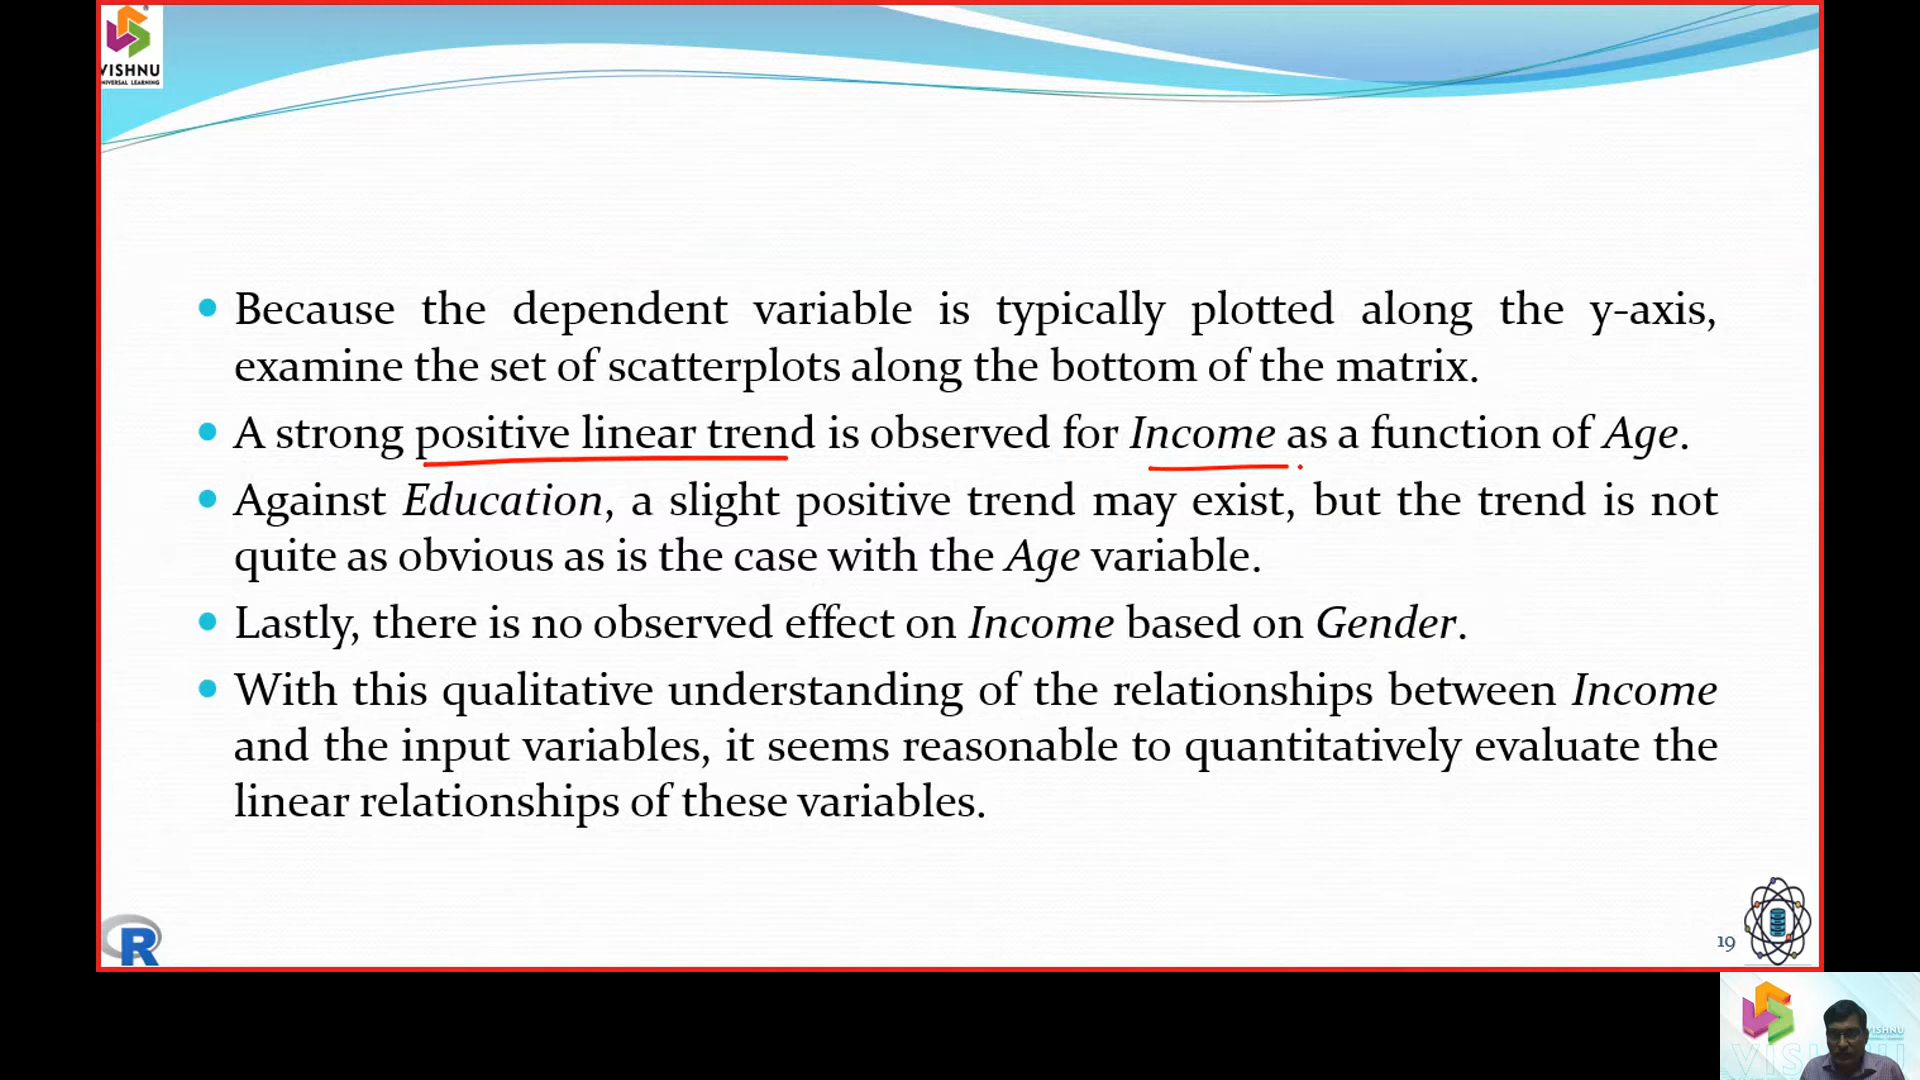 VISHNU
UNIVERSAL LEARNING
Because the dependent variable is typically plotted along the y-axis,
examine the set of scatterplots along the bottom of the matrix.
A strong positive linear trend is observed for Income as a function of Age.
Against Education, a slight positive trend may exist, but the trend is not
quite as obvious as is the case with the Age variable.
Lastly, there is no observed effect on Income based on Gender.
With this qualitative understanding of the relationships between Income
and the input variables, it seems reasonable to quantitatively evaluate the
linear relationships of these variables.
R
19
VISHNU